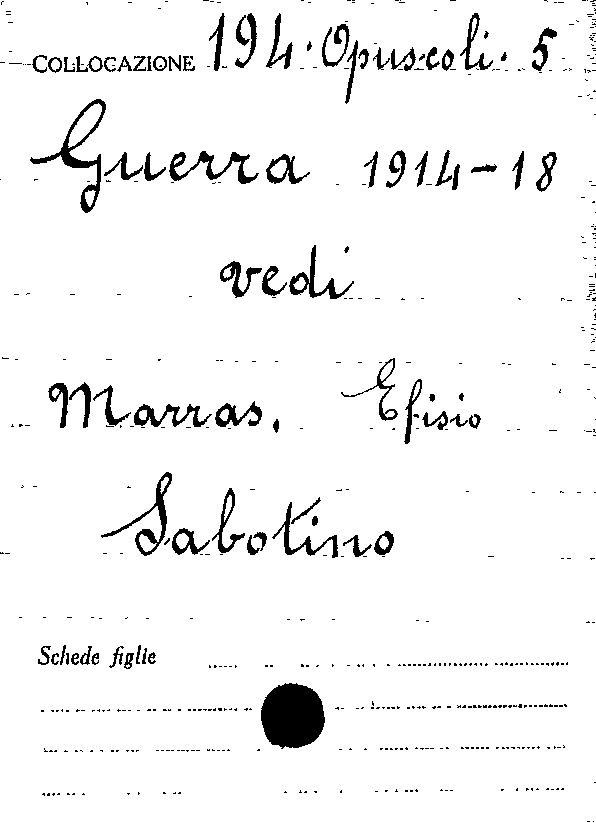 COLLOCAZIONE 194. Opuscoli. 5
Guerra 1914-18
vedi
Marras, Efisio
Sabotino
Schede figlie